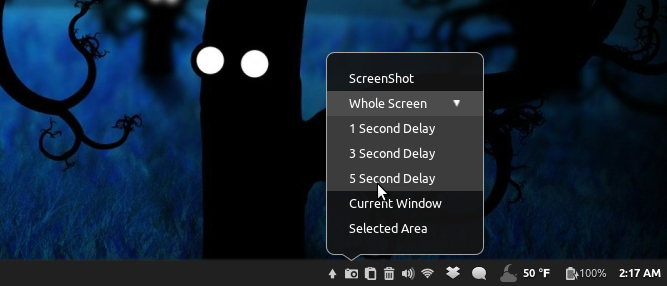 ScreenShot
Whole Screen
1 Second Delay
3 Second Delay
5 Second Delay
Current Window
Selected Area
50 °F 100% 2:17 AM